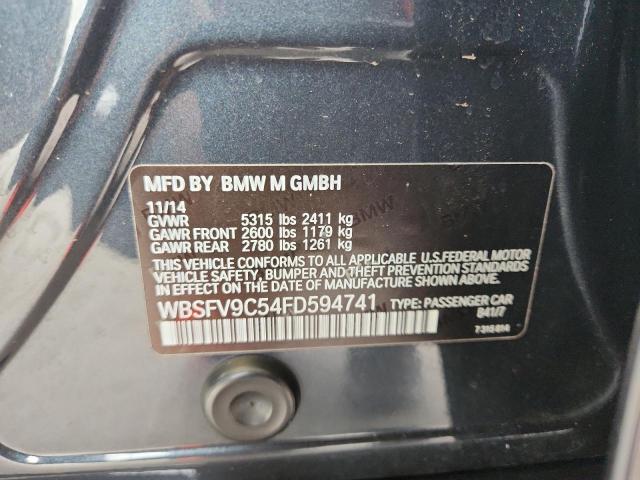 MFD BY BMW M GMBH
11/14
GVWR 5315 lbs 2411 kg
GAWR FRONT 2600 lbs 1179 kg
GAWR REAR 2780 lbs 1261 kg
THIS VEHICLE CONFORMS TO ALL APPLICABLE U.S.FEDERAL MOTOR
VEHICLE SAFETY, BUMPER AND THEFT PREVENTION STANDARDS
IN EFFECT ON THE DATE OF MANUFACTURE SHOWN ABOVE.
WBSFV9C54FD594741 TYPE: PASSENGER CAR
B41/7